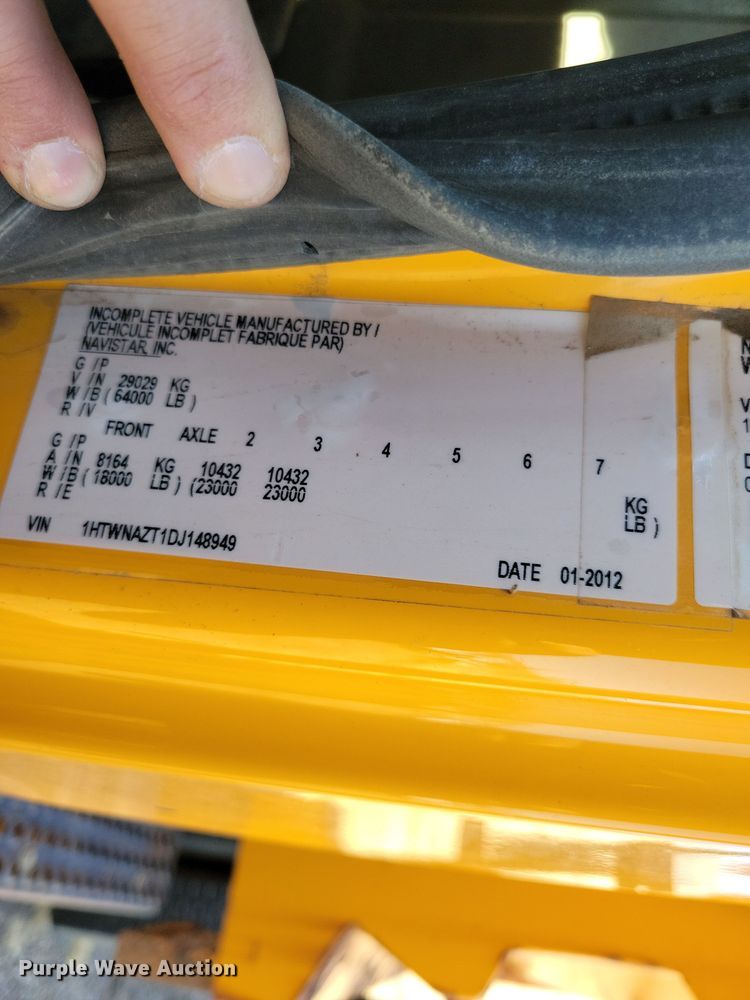 INCOMPLETE VEHICLE MANUFACTURED BY /
(VEHICULE INCOMPLET FABRIQUE PAR)
NAVISTAR, INC.
G /P
V / N 29029 KG
W /B ( 64000 LB )
R /V
FRONT AXLE 2 3 4 5 6 7
G /P
A / N 8164 KG 10432 10432 KG
W /B ( 18000 LB ) (23000 23000 LB )
R /E
VIN 1HTWNAZT1DJ148949
DATE 01-2012
Purple Wave Auction